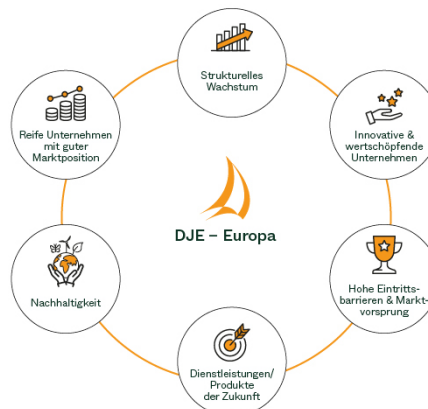 Strukturelles
Wachstum
Innovative &
wertschöpfende
Unternehmen
Hohe Eintritts-
barrieren & Markt-
vorsprung
Dienstleistungen/
Produkte
der Zukunft
Nachhaltigkeit
Reife Unternehmen
mit guter
Marktposition
DJE – Europa